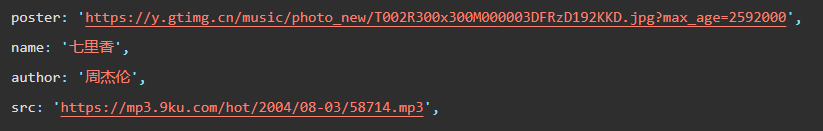 poster: 'https://y.gtimg.cn/music/photo_new/T002R300x300M000003DFRzD192KKD.jpg?max_age=2592000',
name: '七里香',
author: '周杰伦',
src: 'https://mp3.9ku.com/hot/2004/08-03/58714.mp3',